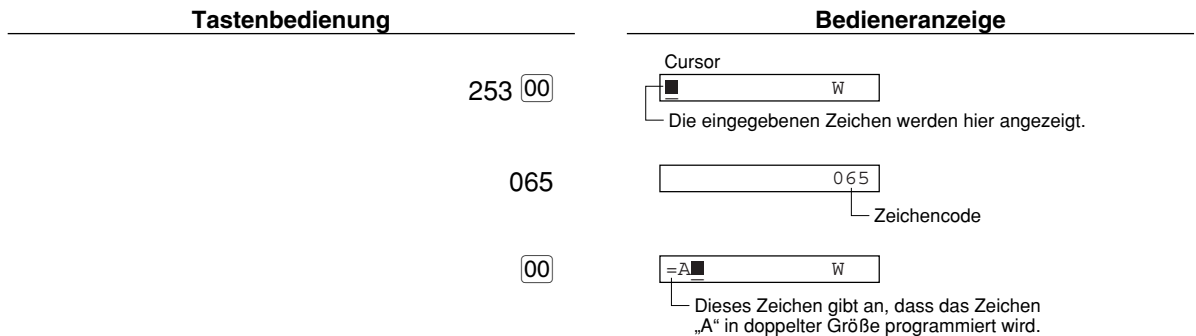 Tastenbedienung
Bedieneranzeige
Cursor
253 00
W
Die eingegebenen Zeichen werden hier angezeigt.
065
065
Zeichencode
00
=A W
Dieses Zeichen gibt an, dass das Zeichen
„A“ in doppelter Größe programmiert wird.